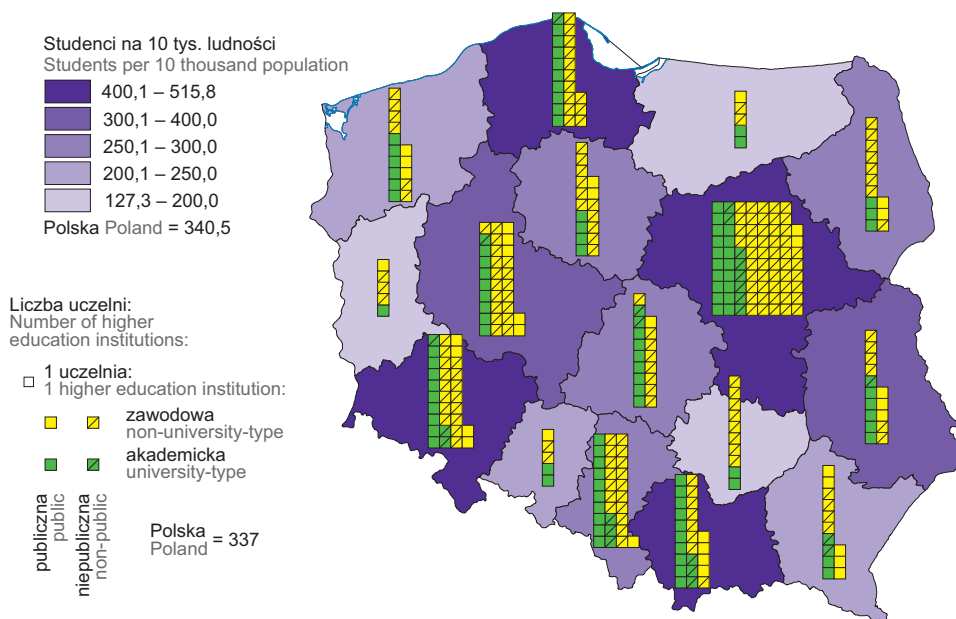 Studenci na 10 tys. ludności
Students per 10 thousand population
400,1 – 515,8
300,1 – 400,0
250,1 – 300,0
200,1 – 250,0
127,3 – 200,0
Polska Poland = 340,5
Liczba uczelni:
Number of higher
education institutions:
1 uczelnia:
1 higher education institution:
zawodowa
non-university-type
akademicka
university-type
publiczna
public
niepubliczna
non-public
Polska
Poland = 337